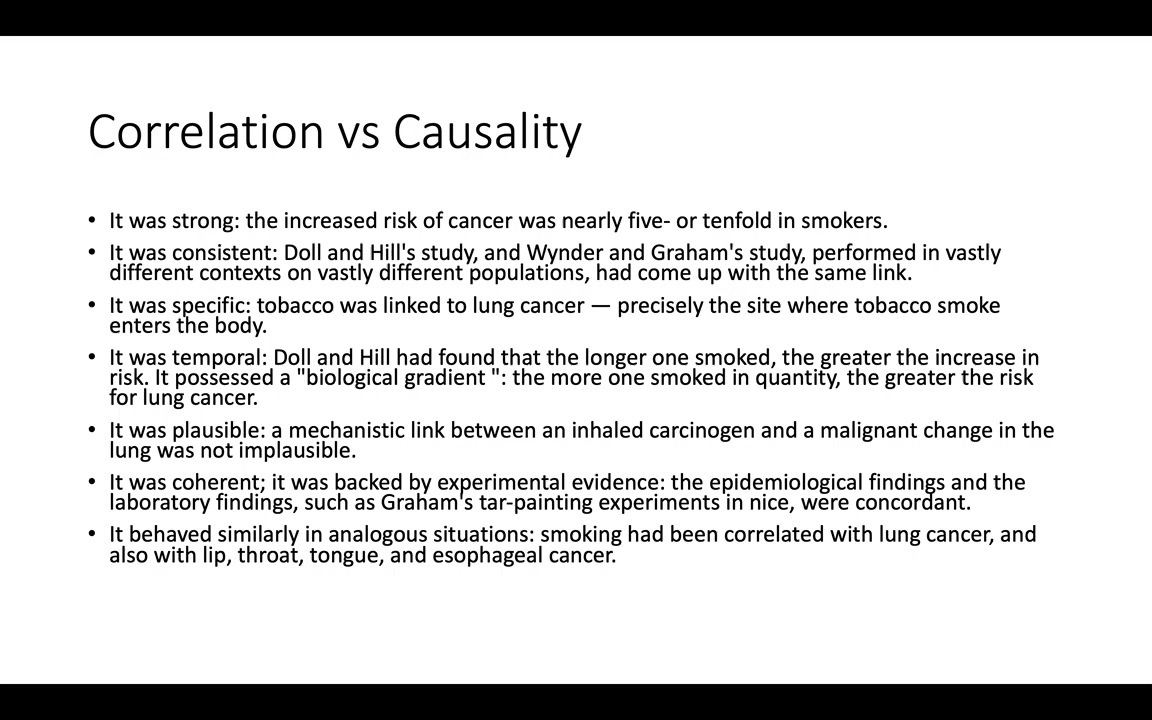 Correlation vs Causality
• It was strong: the increased risk of cancer was nearly five- or tenfold in smokers.
• It was consistent: Doll and Hill's study, and Wynder and Graham's study, performed in vastly
different contexts on vastly different populations, had come up with the same link.
• It was specific: tobacco was linked to lung cancer — precisely the site where tobacco smoke
enters the body.
• It was temporal: Doll and Hill had found that the longer one smoked, the greater the increase in
risk. It possessed a "biological gradient ": the more one smoked in quantity, the greater the risk
for lung cancer.
• It was plausible: a mechanistic link between an inhaled carcinogen and a malignant change in the
lung was not implausible.
• It was coherent; it was backed by experimental evidence: the epidemiological findings and the
laboratory findings, such as Graham's tar-painting experiments in nice, were concordant.
• It behaved similarly in analogous situations: smoking had been correlated with lung cancer, and
also with lip, throat, tongue, and esophageal cancer.